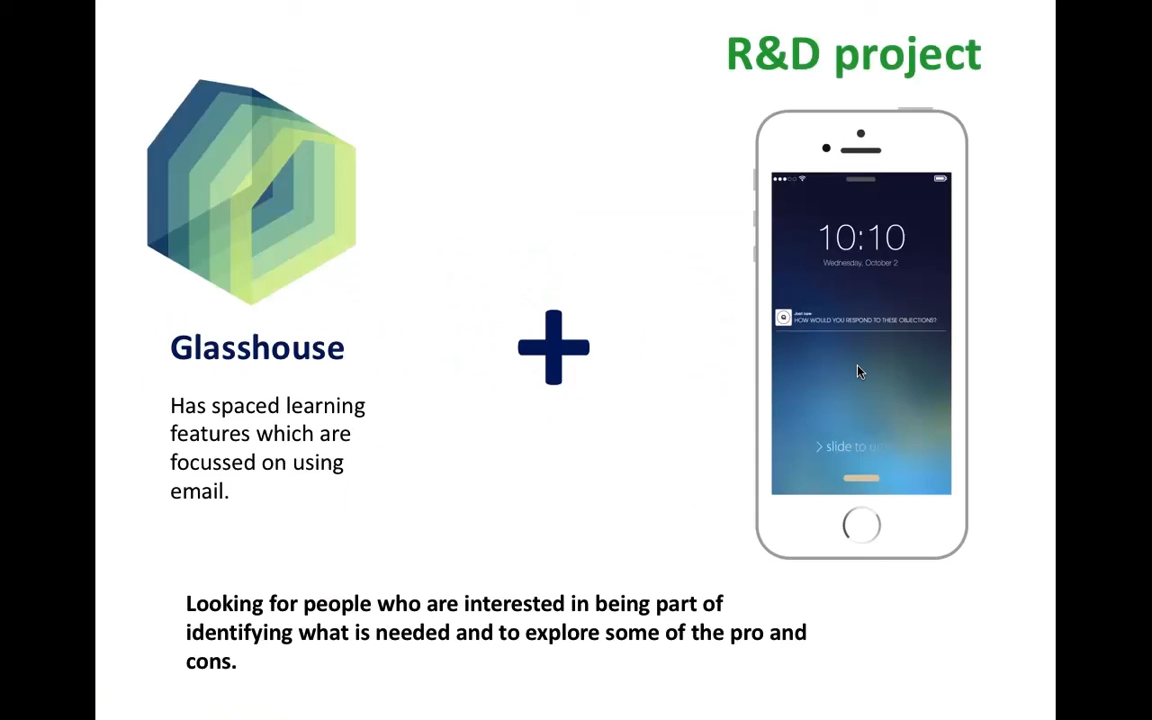 R&D project
10:10
Wednesday, October 2
Just now
HOW WOULD YOU RESPOND TO THESE OBJECTIONS?
> slide to
Glasshouse
Has spaced learning
features which are
focussed on using
email.
Looking for people who are interested in being part of
identifying what is needed and to explore some of the pro and
cons.